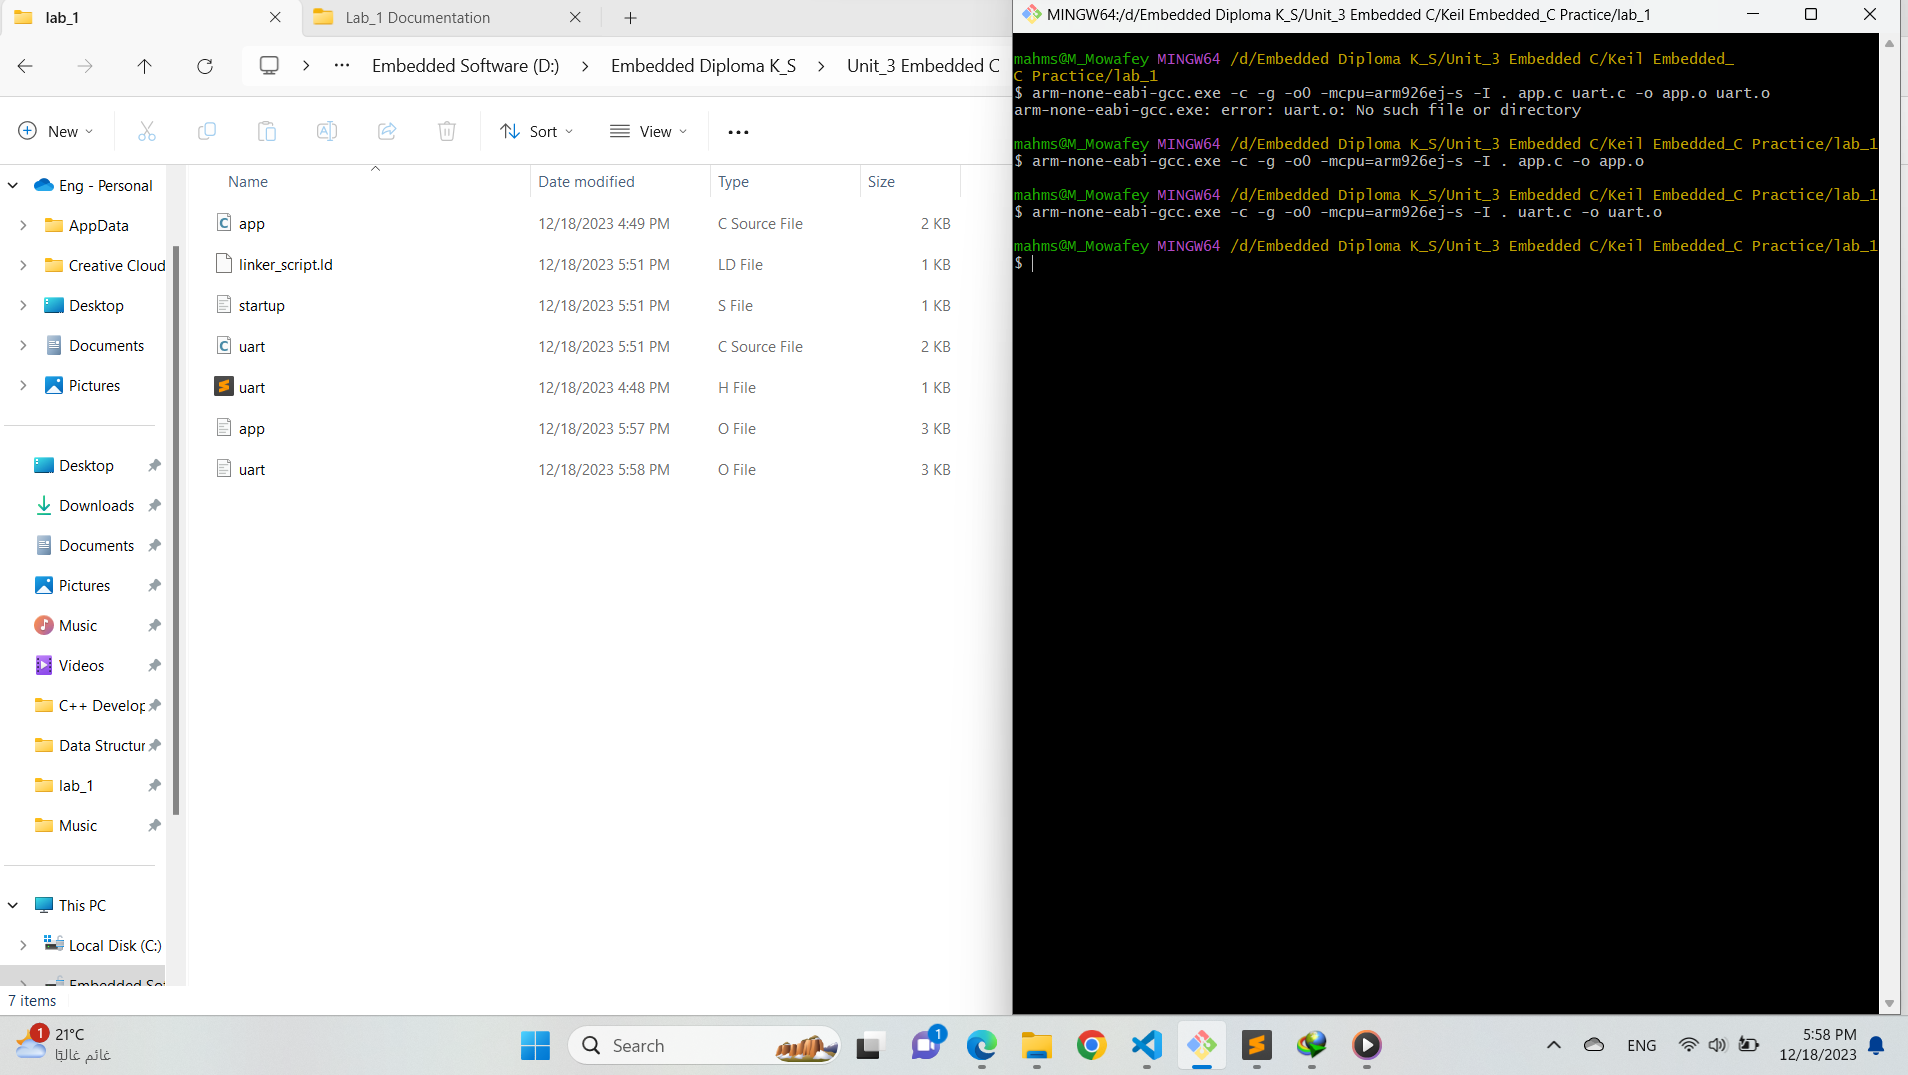 lab_1
Lab_1 Documentation
Embedded Software (D:) > Embedded Diploma K_S > Unit_3 Embedded C
New
Sort
View
Name Date modified Type Size
app 12/18/2023 4:49 PM C Source File 2 KB
linker_script.ld 12/18/2023 5:51 PM LD File 1 KB
startup 12/18/2023 5:51 PM S File 1 KB
uart 12/18/2023 5:51 PM C Source File 2 KB
uart 12/18/2023 4:48 PM H File 1 KB
app 12/18/2023 5:57 PM O File 3 KB
uart 12/18/2023 5:58 PM O File 3 KB
Eng - Personal
AppData
Creative Cloud
Desktop
Documents
Pictures
Desktop
Downloads
Documents
Pictures
Music
Videos
C++ Develop
Data Structur
lab_1
Music
This PC
Local Disk (C:)
Embedded Sof
7 items
MINGW64:/d/Embedded Diploma K_S/Unit_3 Embedded C/Keil Embedded_C Practice/lab_1
mahms@M_Mowafey MINGW64 /d/Embedded Diploma K_S/Unit_3 Embedded C/Keil Embedded_
C Practice/lab_1
$ arm-none-eabi-gcc.exe -c -g -oO -mcpu=arm926ej-s -I . app.c uart.c -o app.o uart.o
arm-none-eabi-gcc.exe: error: uart.o: No such file or directory
mahms@M_Mowafey MINGW64 /d/Embedded Diploma K_S/Unit_3 Embedded C/Keil Embedded_C Practice/lab_1
$ arm-none-eabi-gcc.exe -c -g -oO -mcpu=arm926ej-s -I . app.c -o app.o
mahms@M_Mowafey MINGW64 /d/Embedded Diploma K_S/Unit_3 Embedded C/Keil Embedded_C Practice/lab_1
$ arm-none-eabi-gcc.exe -c -g -oO -mcpu=arm926ej-s -I . uart.c -o uart.o
mahms@M_Mowafey MINGW64 /d/Embedded Diploma K_S/Unit_3 Embedded C/Keil Embedded_C Practice/lab_1
$
1
21°C
غائم غالبًا
Search
1
ENG
5:58 PM
12/18/2023